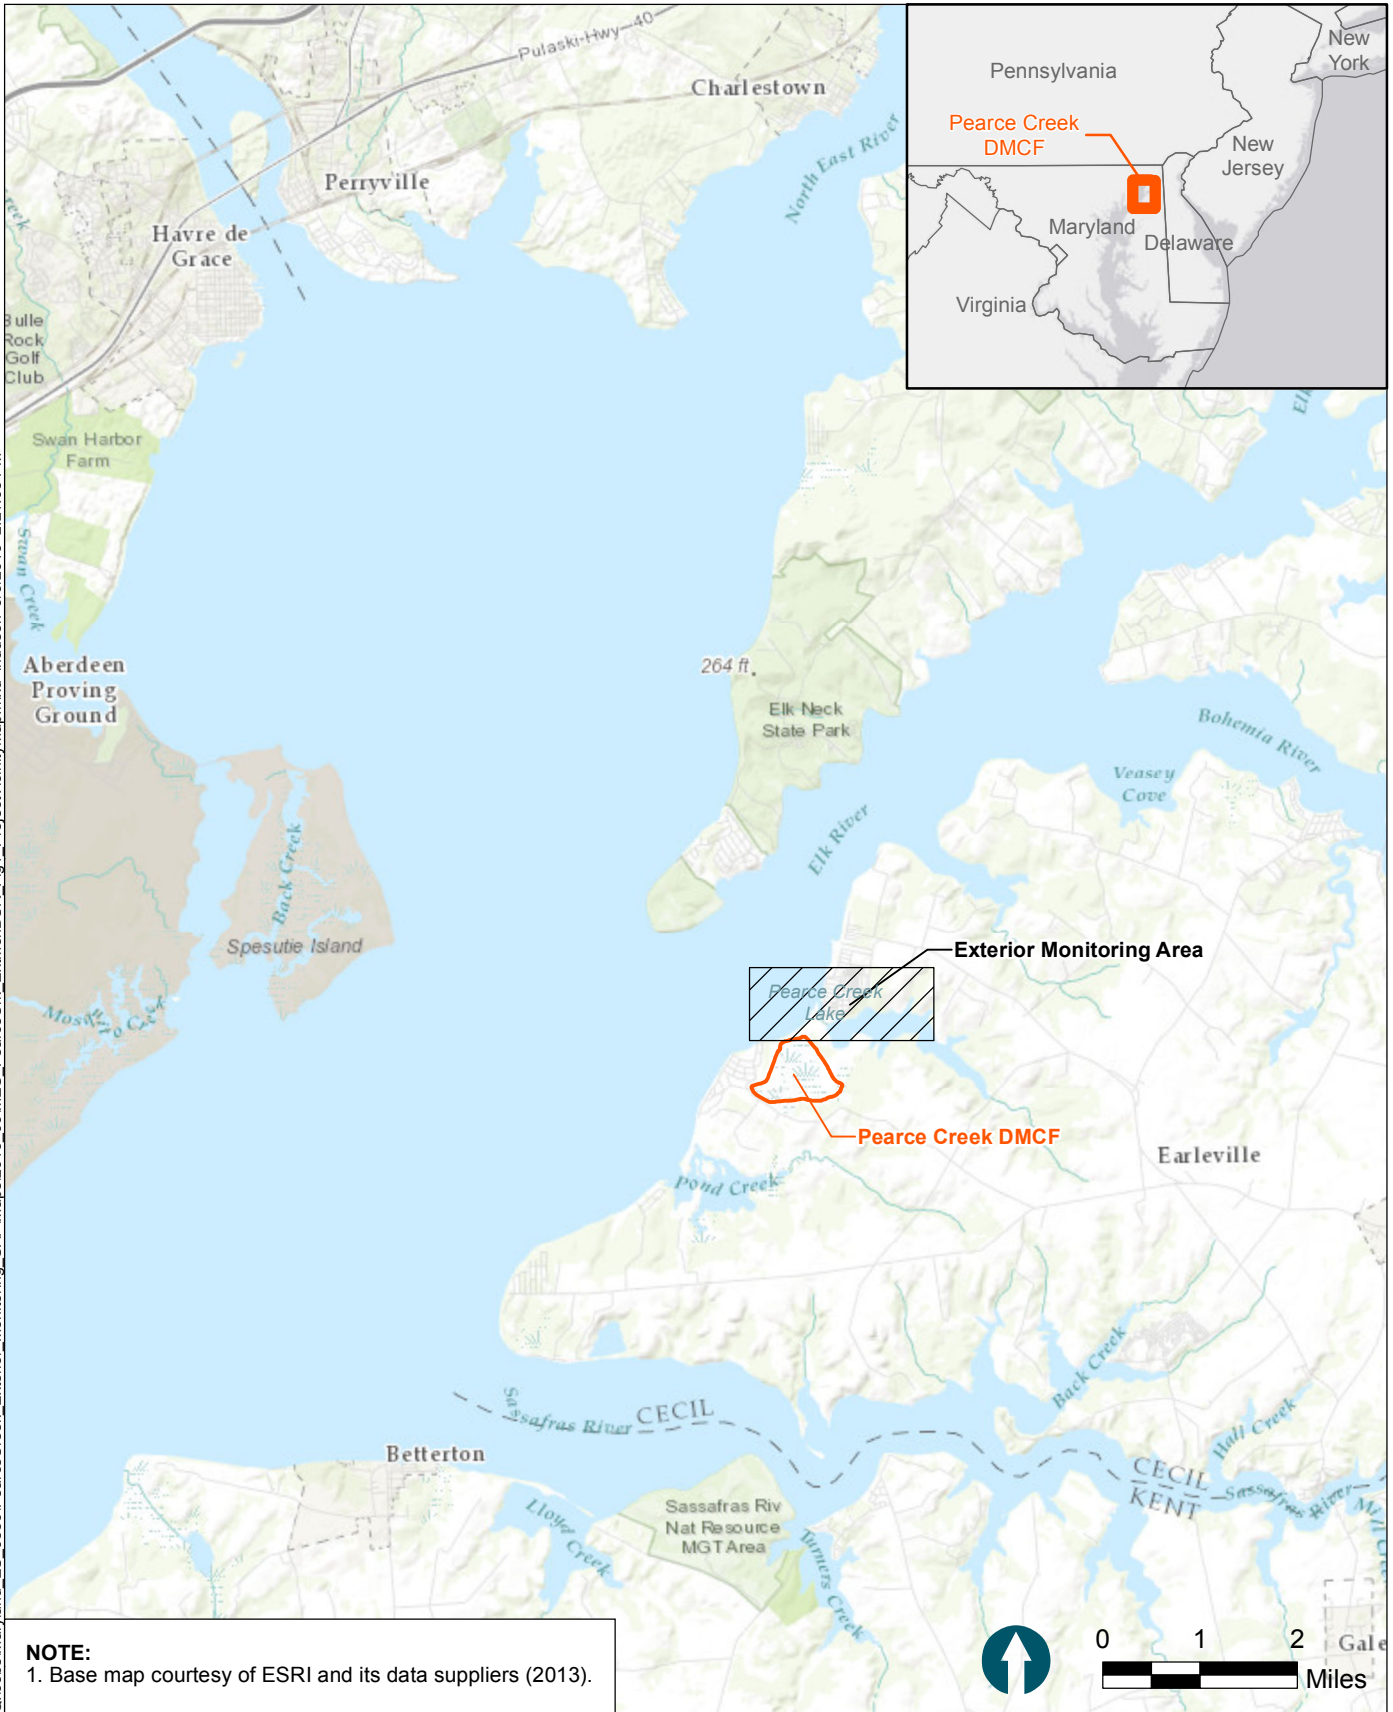 Pulaski-Hwy
40
Charlestown
North East River
Perryville
Havre de
Grace
Bulle
Rock
Golf
Club
Swan Harbor
Farm
Swan Creek
Aberdeen
Proving
Ground
Back Creek
Spesutie Island
Mosquito Creek
Pennsylvania
New
York
Pearce Creek
DMCF
New
Jersey
Maryland
Delaware
Virginia
Elk
264 ft
Elk Neck
State Park
Bohemia River
Veasey
Cove
Elk River
Exterior Monitoring Area
Pearce Creek
Lake
Pearce Creek DMCF
Earleville
Pond Creek
Back Creek
Hall Creek
Sassafras River
CECIL
Betterton
CECIL
KENT
Sassafras River
Mill
Lloyd Creek
Sassafras Riv
Nat Resource
MGT Area
Turners Creek
Gale
NOTE:
1. Base map courtesy of ESRI and its data suppliers (2013).
0 1 2
Miles